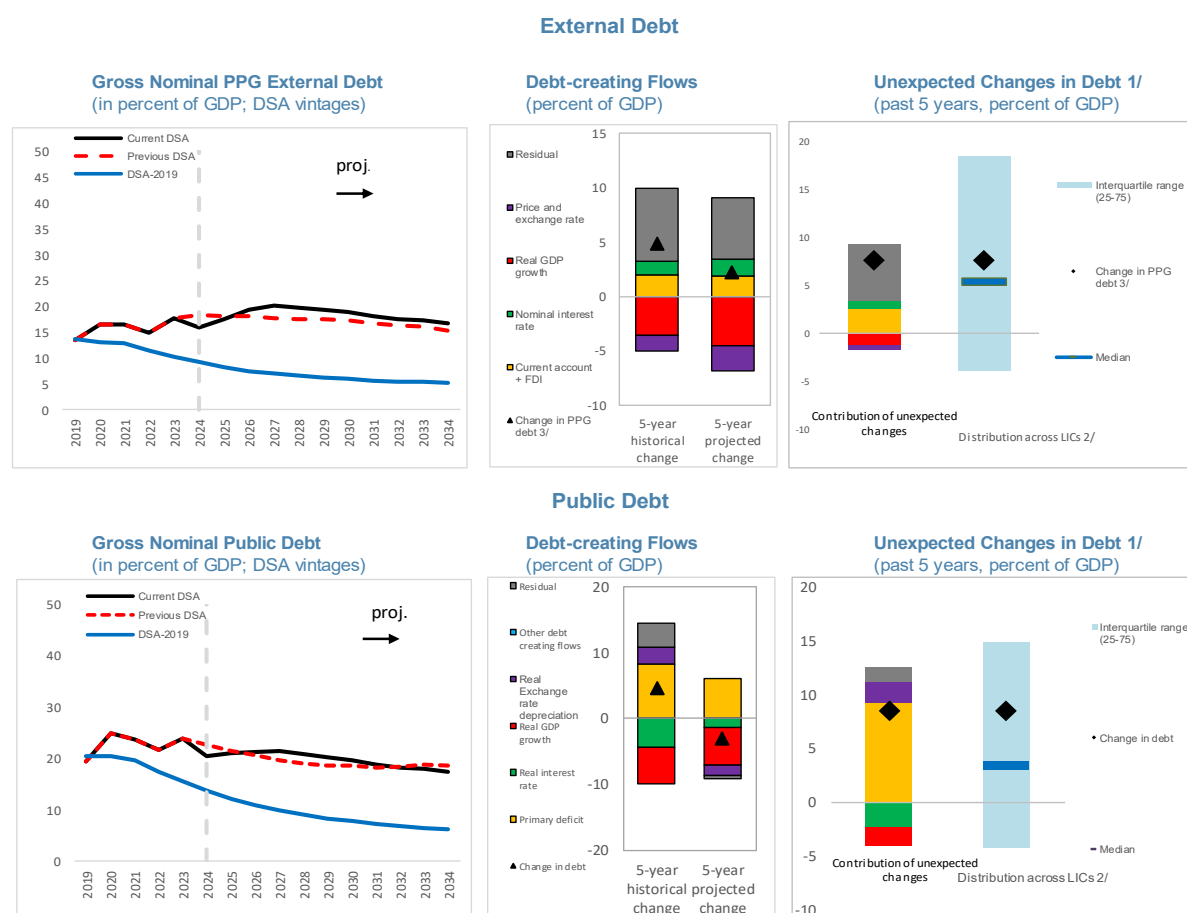 External Debt
Gross Nominal PPG External Debt
(in percent of GDP; DSA vintages)
Current DSA
Previous DSA
DSA-2019
proj.
50
45
40
35
30
25
20
15
10
5
0
2019
2020
2021
2022
2023
2024
2025
2026
2027
2028
2029
2030
2031
2032
2033
2034
Debt-creating Flows
(percent of GDP)
Residual
Price and
exchange rate
Real GDP
growth
Nominal interest
rate
Current account
+ FDI
Change in PPG
debt 3/
15
10
5
0
-5
-10
5-year
historical
change
5-year
projected
change
Unexpected Changes in Debt 1/
(past 5 years, percent of GDP)
20
15
10
5
0
-5
-10
Contribution of unexpected
changes
Distribution across LICs 2/
Interquartile range
(25-75)
Change in PPG
debt 3/
Median
Public Debt
Gross Nominal Public Debt
(in percent of GDP; DSA vintages)
Current DSA
Previous DSA
DSA-2019
proj.
50
40
30
20
10
0
2019
2020
2021
2022
2023
2024
2025
2026
2027
2028
2029
2030
2031
2032
2033
2034
Debt-creating Flows
(percent of GDP)
Residual
Other debt
creating flows
Real
Exchange
rate
depreciation
Real GDP
growth
Real interest
rate
Primary deficit
Change in debt
20
10
0
-10
-20
5-year
historical
change
5-year
projected
change
Unexpected Changes in Debt 1/
(past 5 years, percent of GDP)
20
15
10
5
0
-5
-10
Contribution of unexpected
changes
Distribution across LICs 2/
Interquartile range
(25-75)
Change in debt
Median